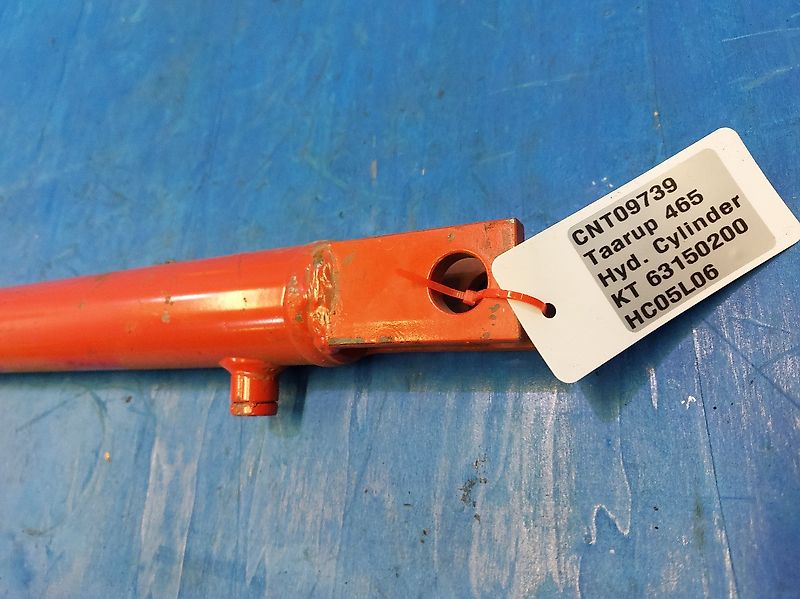 CNT09739
Taarup 465
Hyd. Cylinder
KT 63150200
HC05L06